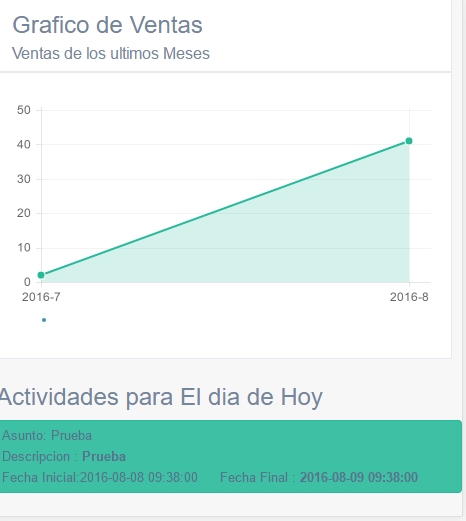 Grafico de Ventas
Ventas de los ultimos Meses
50
40
30
20
10
0
2016-7 2016-8
Actividades para El dia de Hoy
Asunto: Prueba
Descripcion : Prueba
Fecha Inicial:2016-08-08 09:38:00 Fecha Final : 2016-08-09 09:38:00